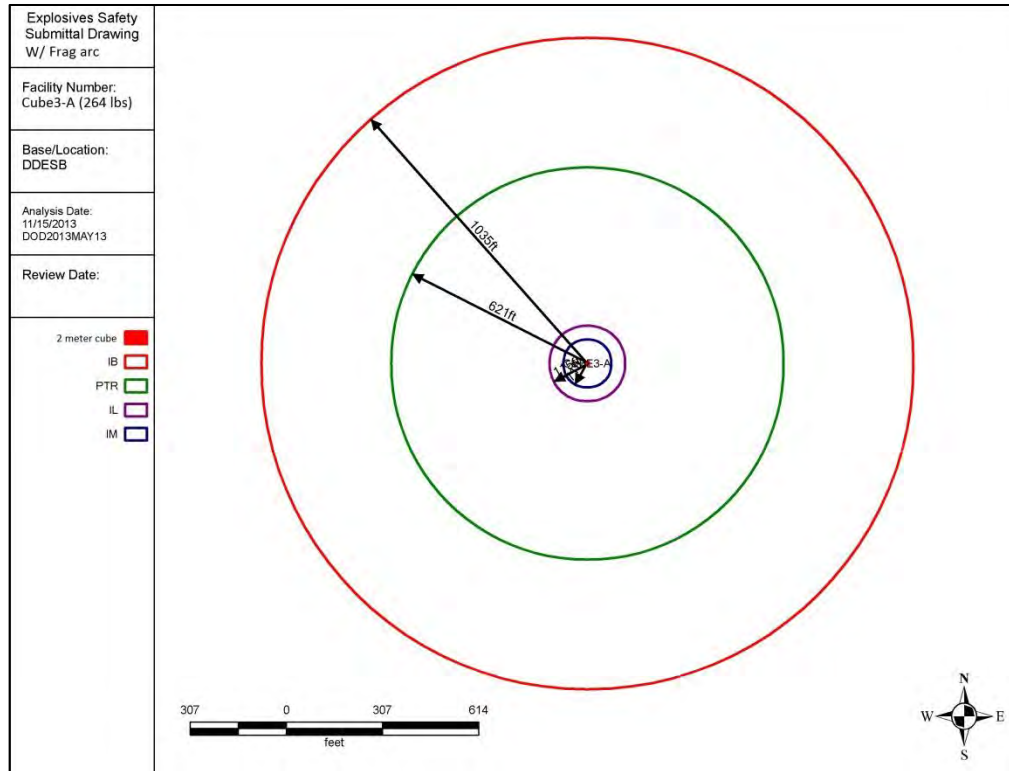 Explosives Safety
Submittal Drawing
W/ Frag arc
Facility Number:
Cube3-A (264 lbs)
Base/Location:
DDESB
Analysis Date:
11/15/2013
DOD2013MAY13
Review Date:
2 meter cube
IB
PTR
IL
IM
1035ft
621ft
E3-A
307 0 307 614
feet
N
W E
S